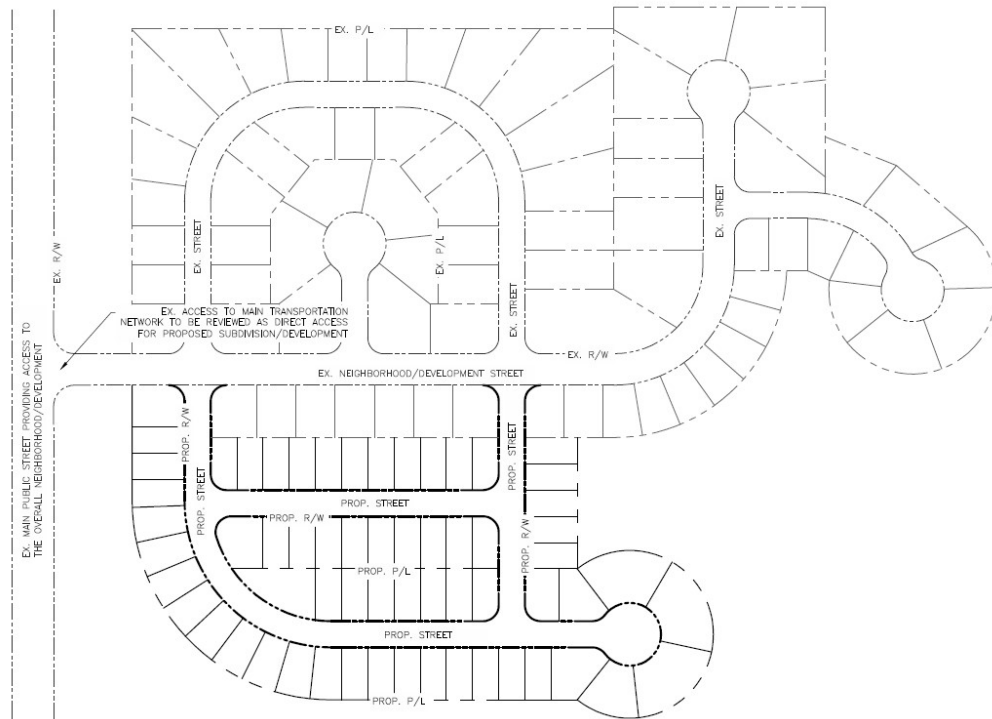 EX. P/L
EX. R/W
EX. STREET
EX. P/L
EX. STREET
EX. STREET
EX. ACCESS TO MAIN TRANSPORTATION
NETWORK TO BE REVIEWED AS DIRECT ACCESS
FOR PROPOSED SUBDIVISION/DEVELOPMENT
EX. R/W
EX. NEIGHBORHOOD/DEVELOPMENT STREET
EX. MAIN PUBLIC STREET PROVIDING ACCESS TO
THE OVERALL NEIGHBORHOOD/DEVELOPMENT
PROP. R/W
PROP. STREET
PROP. STREET
PROP. STREET
PROP. R/W
PROP. R/W
PROP. P/L
PROP. STREET
PROP. P/L